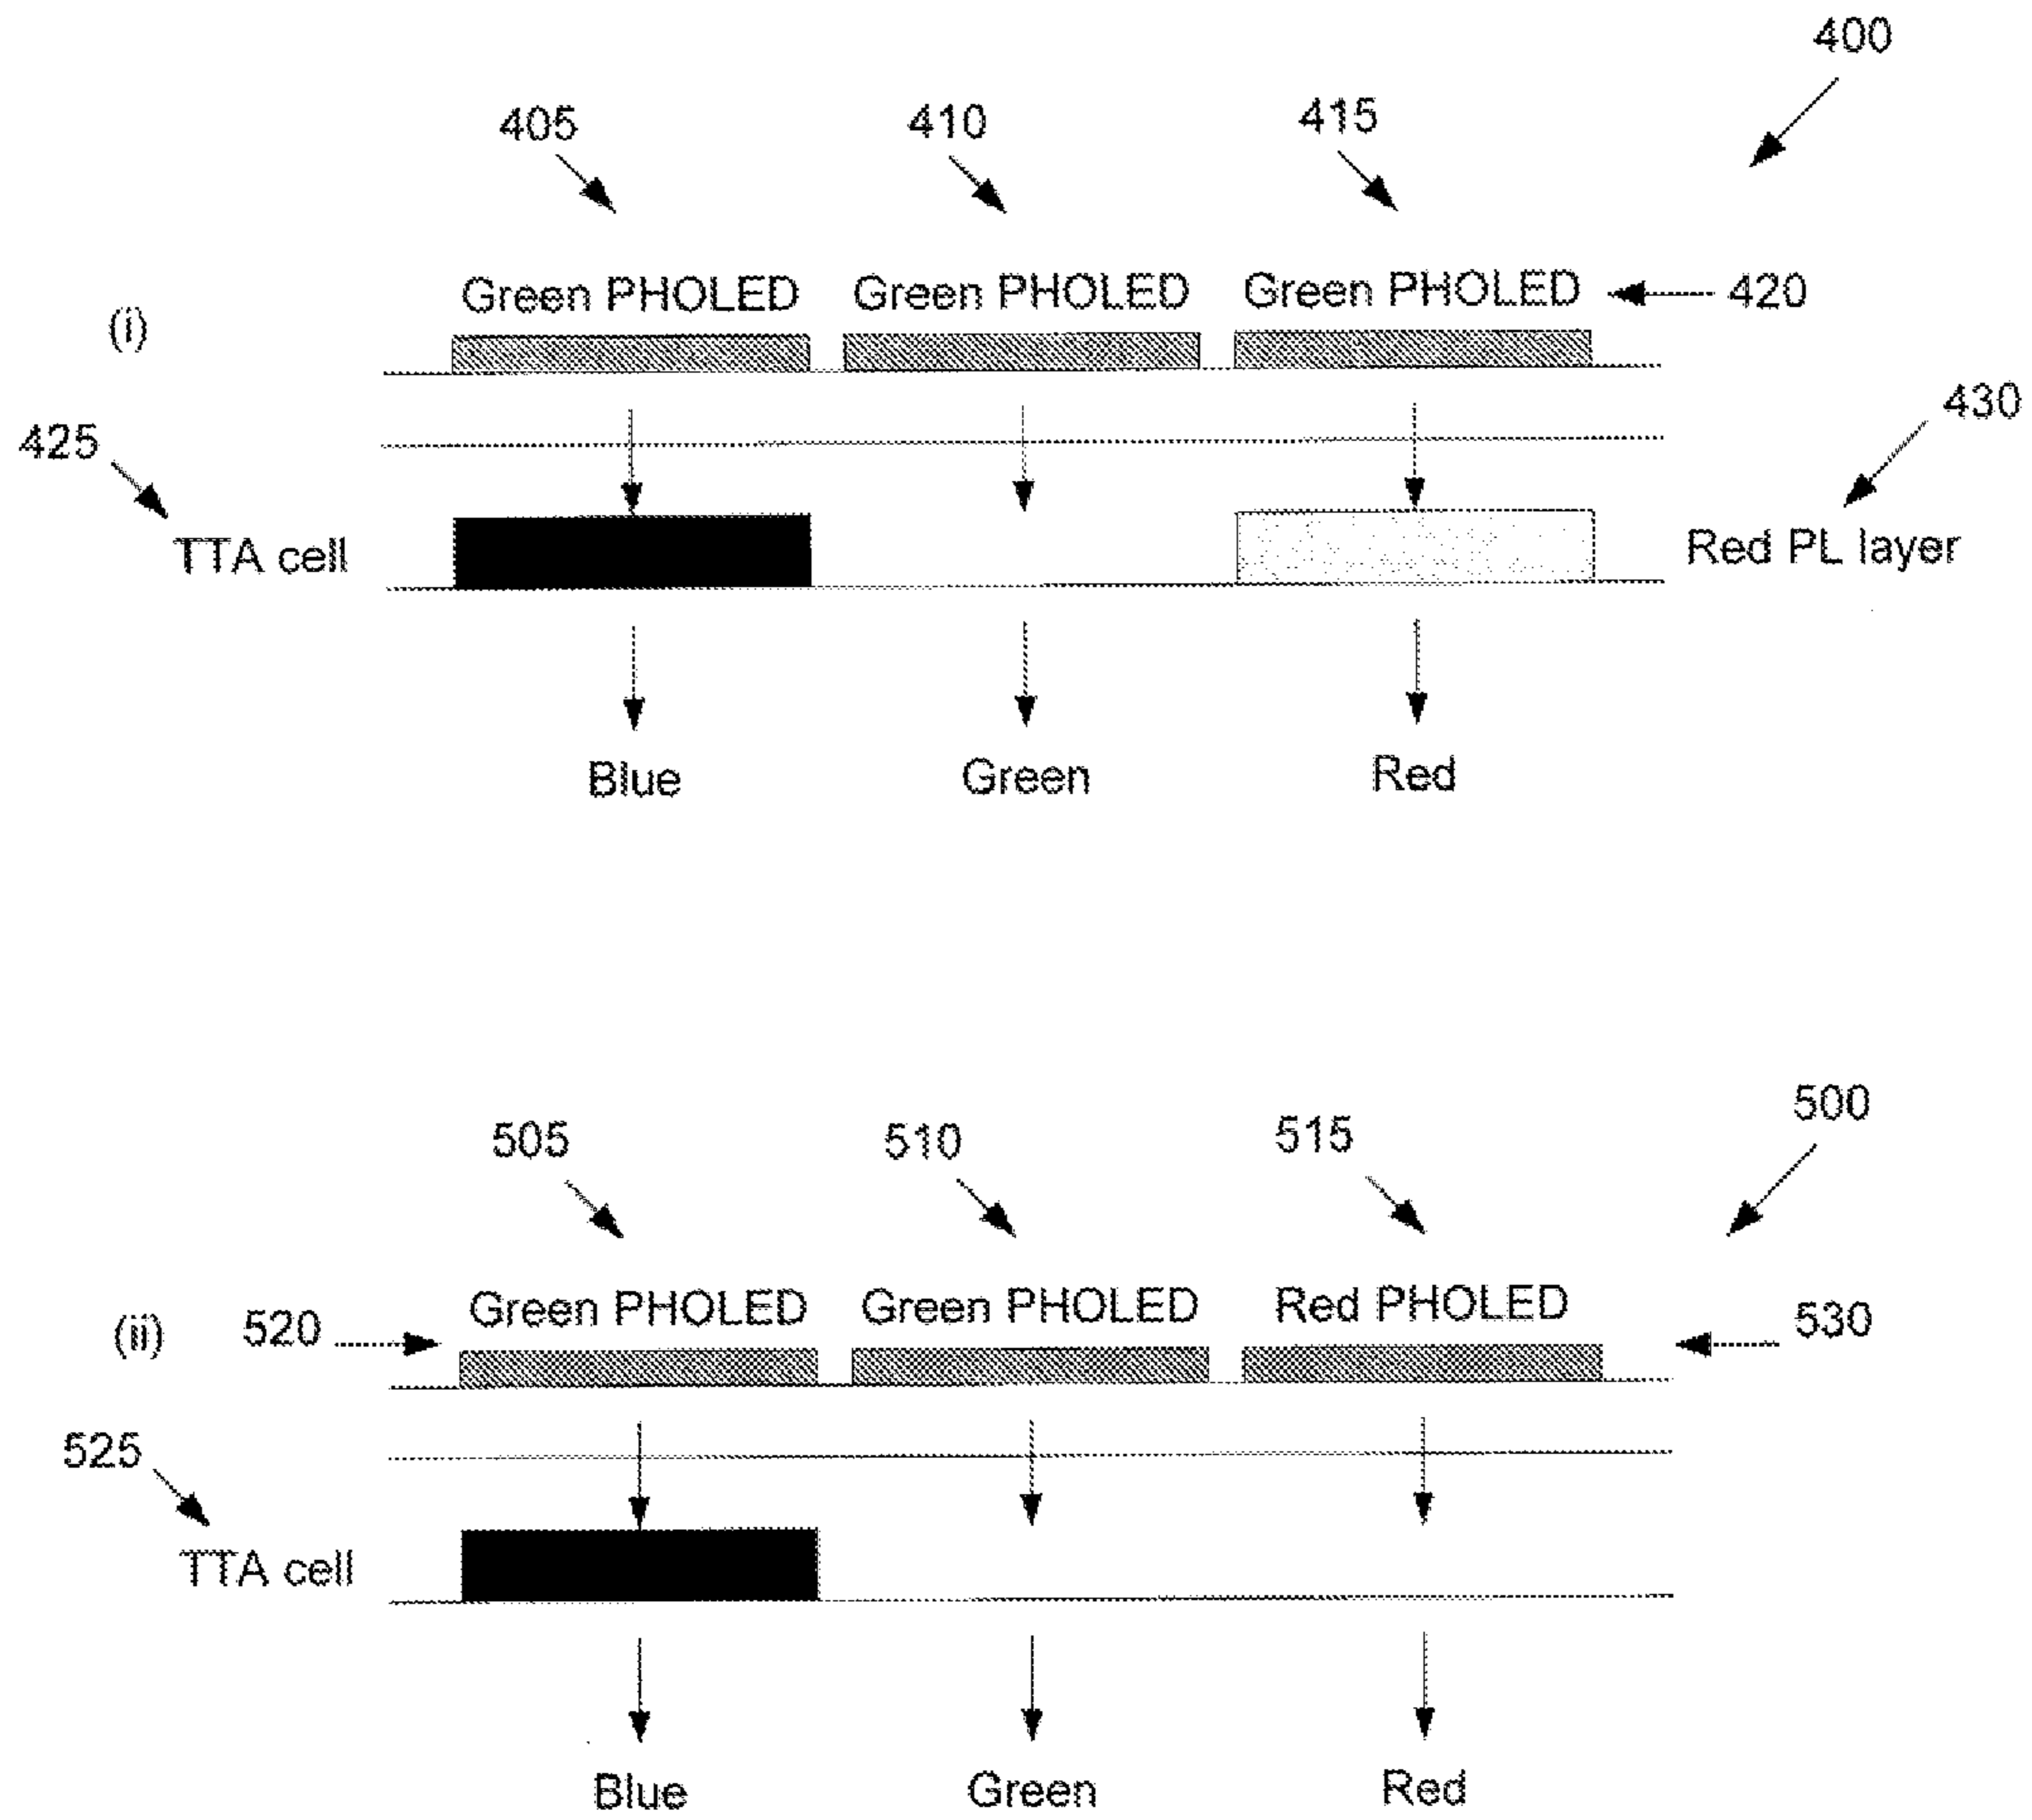 400
405 410 415
Green PHOLED Green PHOLED Green PHOLED 420
(i)
425 430
TTA cell Red PL layer
Blue Green Red
500
505 510 515
(ii) 520 Green PHOLED Green PHOLED Red PHOLED 530
525
TTA cell
Blue Green Red